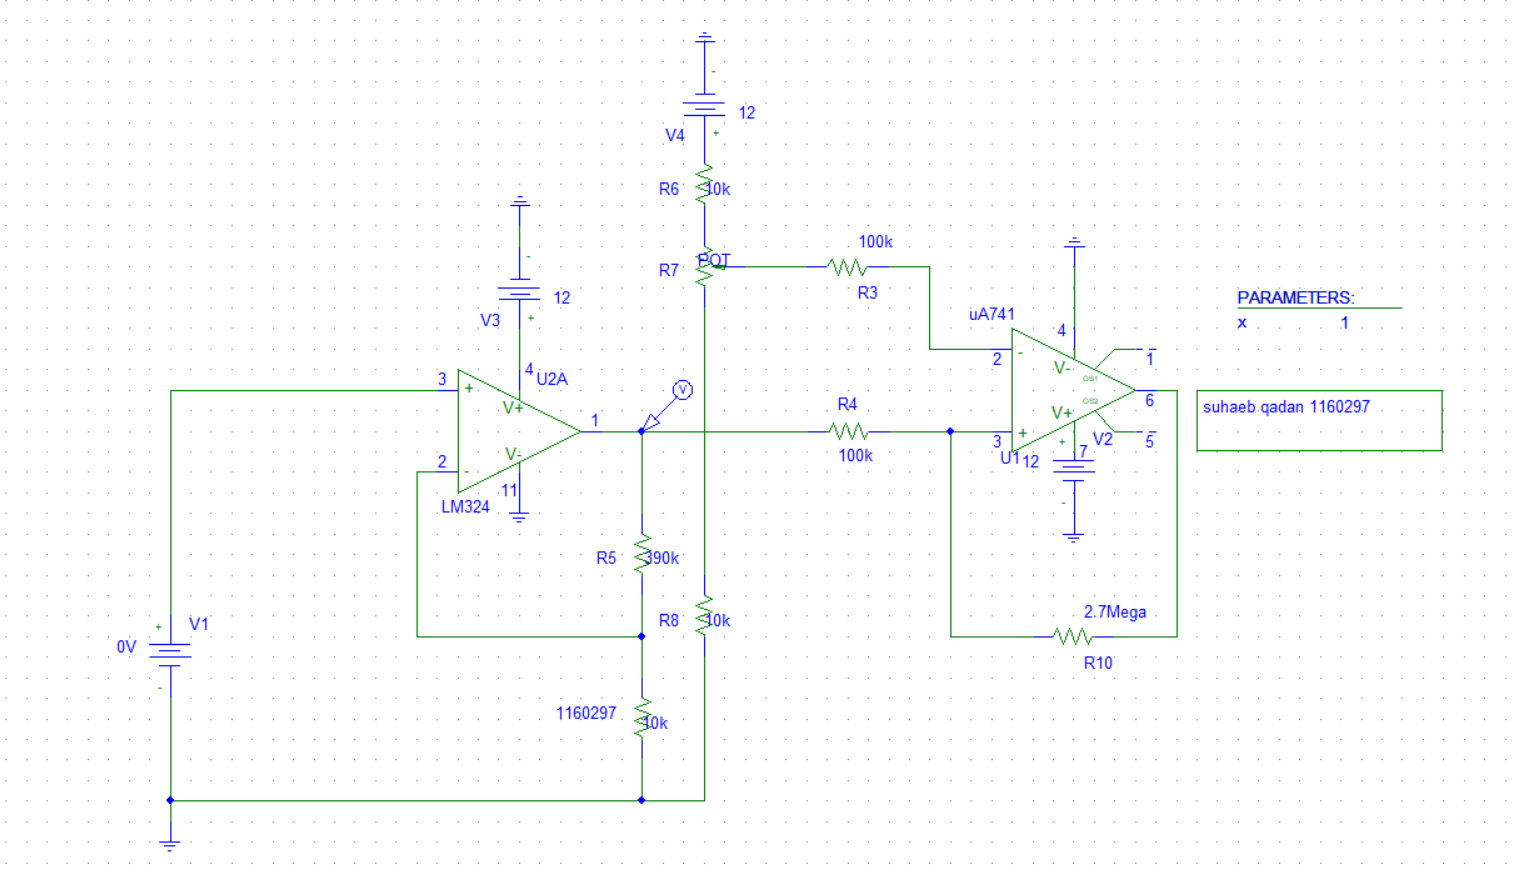 -
12
V4
+
R6
10k
100k
R7
POT
R3
-
12
V3
+
PARAMETERS:
x 1
uA741
4
2
-
1
V-
OS1
3
+
4
U2A
V+
1
V
R4
100k
OS2
6
suhaeb qadan 1160297
V+
+
V2
3
+
5
7
U1
12
-
2
-
V-
11
LM324
R5
390k
2.7Mega
R10
R8
10k
+
V1
0V
-
1160297
10k